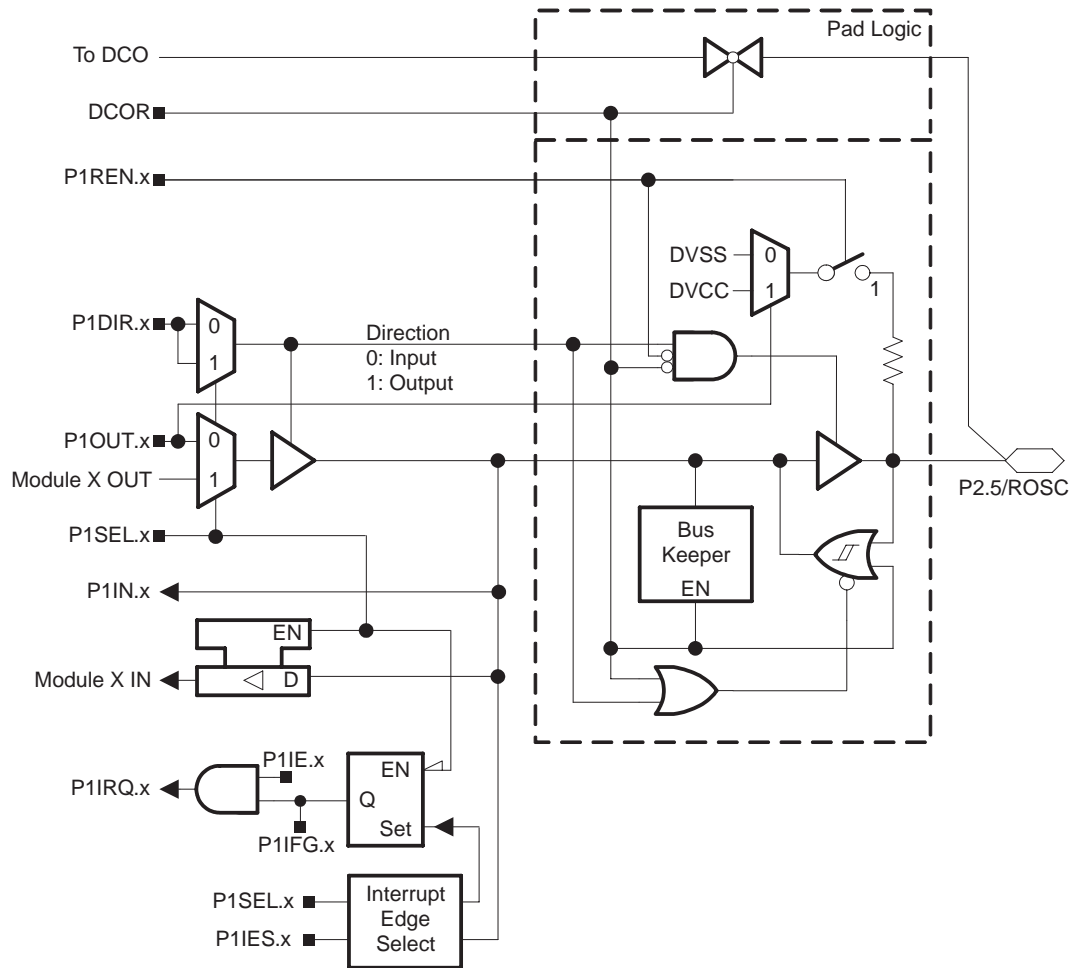 Pad Logic
To DCO
DCOR
P1REN.x
DVSS
0
DVCC
1
1
P1DIR.x
0
1
Direction
0: Input
1: Output
P1OUT.x
0
Module X OUT
1
P2.5/ROSC
P1SEL.x
Bus
Keeper
EN
P1IN.x
EN
Module X IN
D
P1IE.x
EN
P1IRQ.x
Q
Set
P1IFG.x
P1SEL.x
P1IES.x
Interrupt
Edge
Select